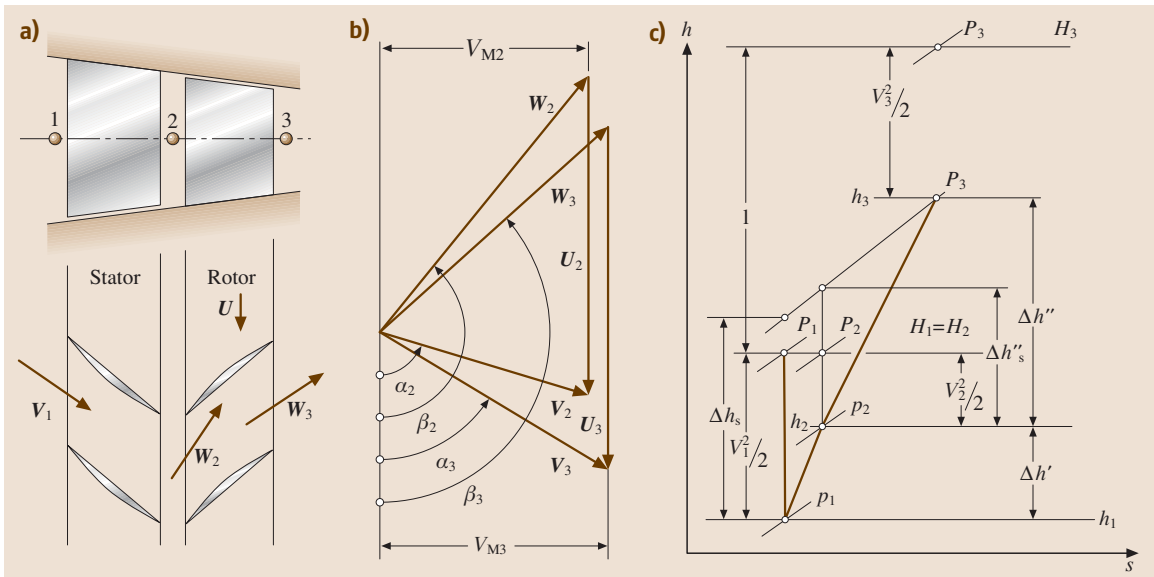 a)
1
2
3
Stator
Rotor
U
V1
W2
W3
b)
VM2
W2
W3
U2
α2
V2
β2
U3
α3
V3
β3
VM3
c)
h
P3
H3
V3²/2
h3
P3
1
P1
P2
H1=H2
Δh″
Δh″s
V2²/2
Δhs
h2
p2
V1²/2
Δh′
p1
h1
s